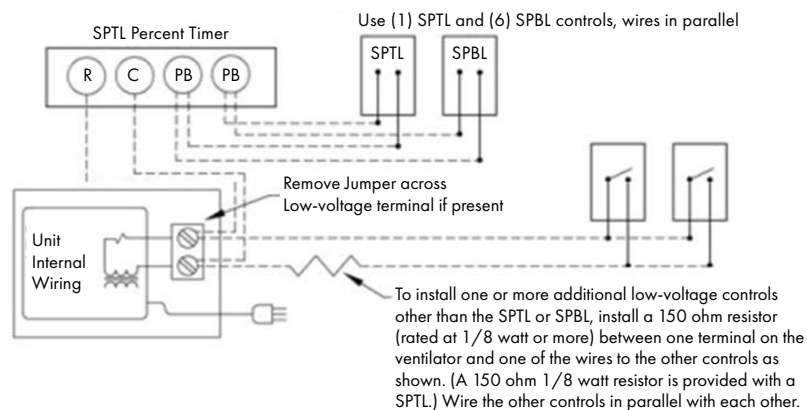 Use (1) SPTL and (6) SPBL controls, wires in parallel
SPTL Percent Timer
R C PB PB
SPTL SPBL
Remove Jumper across
Low-voltage terminal if present
Unit
Internal
Wiring
To install one or more additional low-voltage controls
other than the SPTL or SPBL, install a 150 ohm resistor
(rated at 1/8 watt or more) between one terminal on the
ventilator and one of the wires to the other controls as
shown. (A 150 ohm 1/8 watt resistor is provided with a
SPTL.) Wire the other controls in parallel with each other.